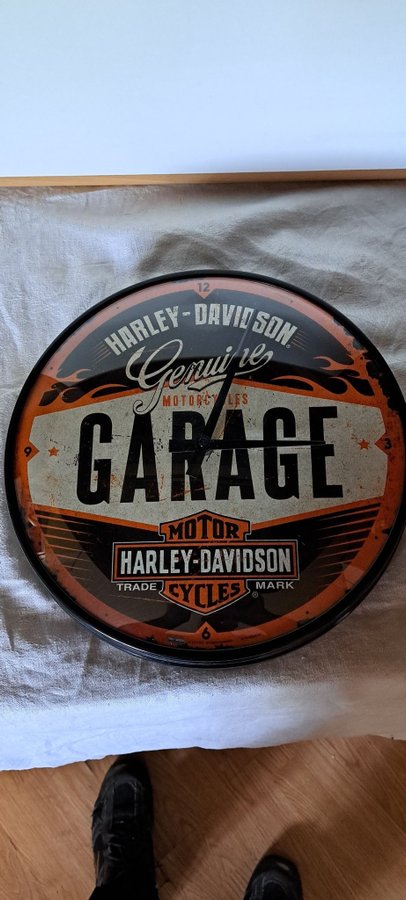 12
HARLEY-DAVIDSON
Genuine
MOTORCYCLES
9
GARAGE
3
MOTOR
HARLEY-DAVIDSON
TRADE MARK
CYCLES
®
6